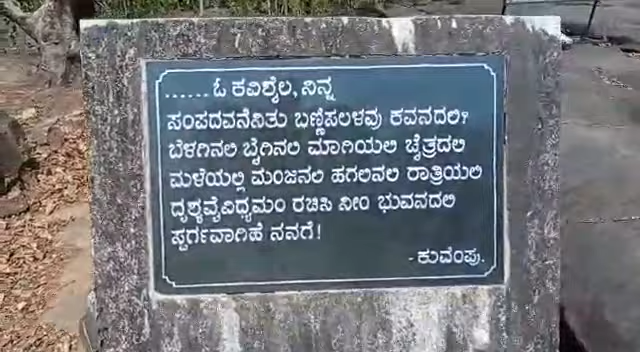 ......ಓ ಕವಿಶೈಲ, ನಿನ್ನ
ಸಂಪದವನೆನಿತು ಬಣ್ಣಿಸಲಳವು ಕವನದಲಿ?
ಬೆಳಗಿನಲಿ ಬೈಗಿನಲಿ ಮಾಗಿಯಲಿ ಚೈತ್ರದಲಿ
ಮಳೆಯಲ್ಲಿ ಮಂಜಿನಲಿ ಹಗಲಿನಲಿ ರಾತ್ರಿಯಲಿ
ದೃಶ್ಯವೈವಿಧ್ಯಮಂ ರಚಿಸಿ ನೀಂ ಭುವನದಲಿ
ಸ್ವರ್ಗವಾಗಿಹೆ ನನಗೆ!
-ಕುವೆಂಪು.